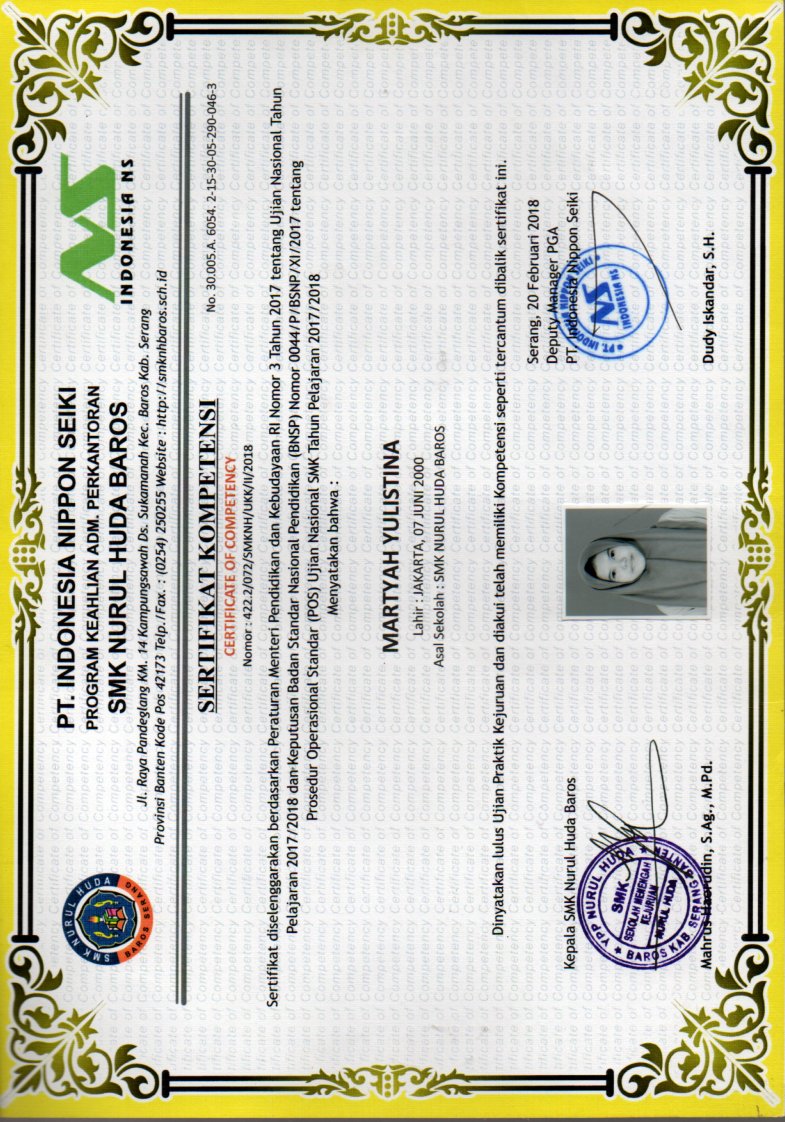 PT. INDONESIA NIPPON SEIKI
PROGRAM KEAHLIAN ADM. PERKANTORAN
SMK NURUL HUDA BAROS
Jl. Raya Pandeglang KM. 14 Kampungsawah Ds. Sukamanah Kec. Baros Kab. Serang
Provinsi Banten Kode Pos 42173 Telp./Fax. : (0254) 250255 Website : http://smknhbaros.sch.id
SMK NURUL HUDA
BAROS SERANG
NS
INDONESIA NS
SERTIFIKAT KOMPETENSI
No. 30.005.A. 6054. 2-15-30-05-290-046-3
CERTIFICATE OF COMPETENCY
Nomor : 422.2/072/SMKNH/UKK/II/2018
Sertifikat diselenggarakan berdasarkan Peraturan Menteri Pendidikan dan Kebudayaan RI Nomor 3 Tahun 2017 tentang Ujian Nasional Tahun
Pelajaran 2017/2018 dan Keputusan Badan Standar Nasional Pendidikan (BNSP) Nomor 0044/P/BSNP/XI/2017 tentang
Prosedur Operasional Standar (POS) Ujian Nasional SMK Tahun Pelajaran 2017/2018
Menyatakan bahwa :
MARTYAH YULISTINA
Lahir : JAKARTA, 07 JUNI 2000
Asal Sekolah : SMK NURUL HUDA BAROS
Dinyatakan lulus Ujian Praktik Kejuruan dan diakui telah memiliki Kompetensi seperti tercantum dibalik sertifikat ini.
Serang, 20 Februari 2018
Deputy Manager PGA
PT. Indonesia Nippon Seiki
Kepala SMK Nurul Huda Baros
YPP NURUL HUDA
SMK
SEKOLAH MENENGAH
KEJURUAN
NURUL HUDA
BAROS KAB. SERANG BANTEN
PT. INDONESIA NIPPON SEIKI
NS
INDONESIA NS
Mahrus Haerudin, S.Ag., M.Pd.
Dudy Iskandar, S.H.